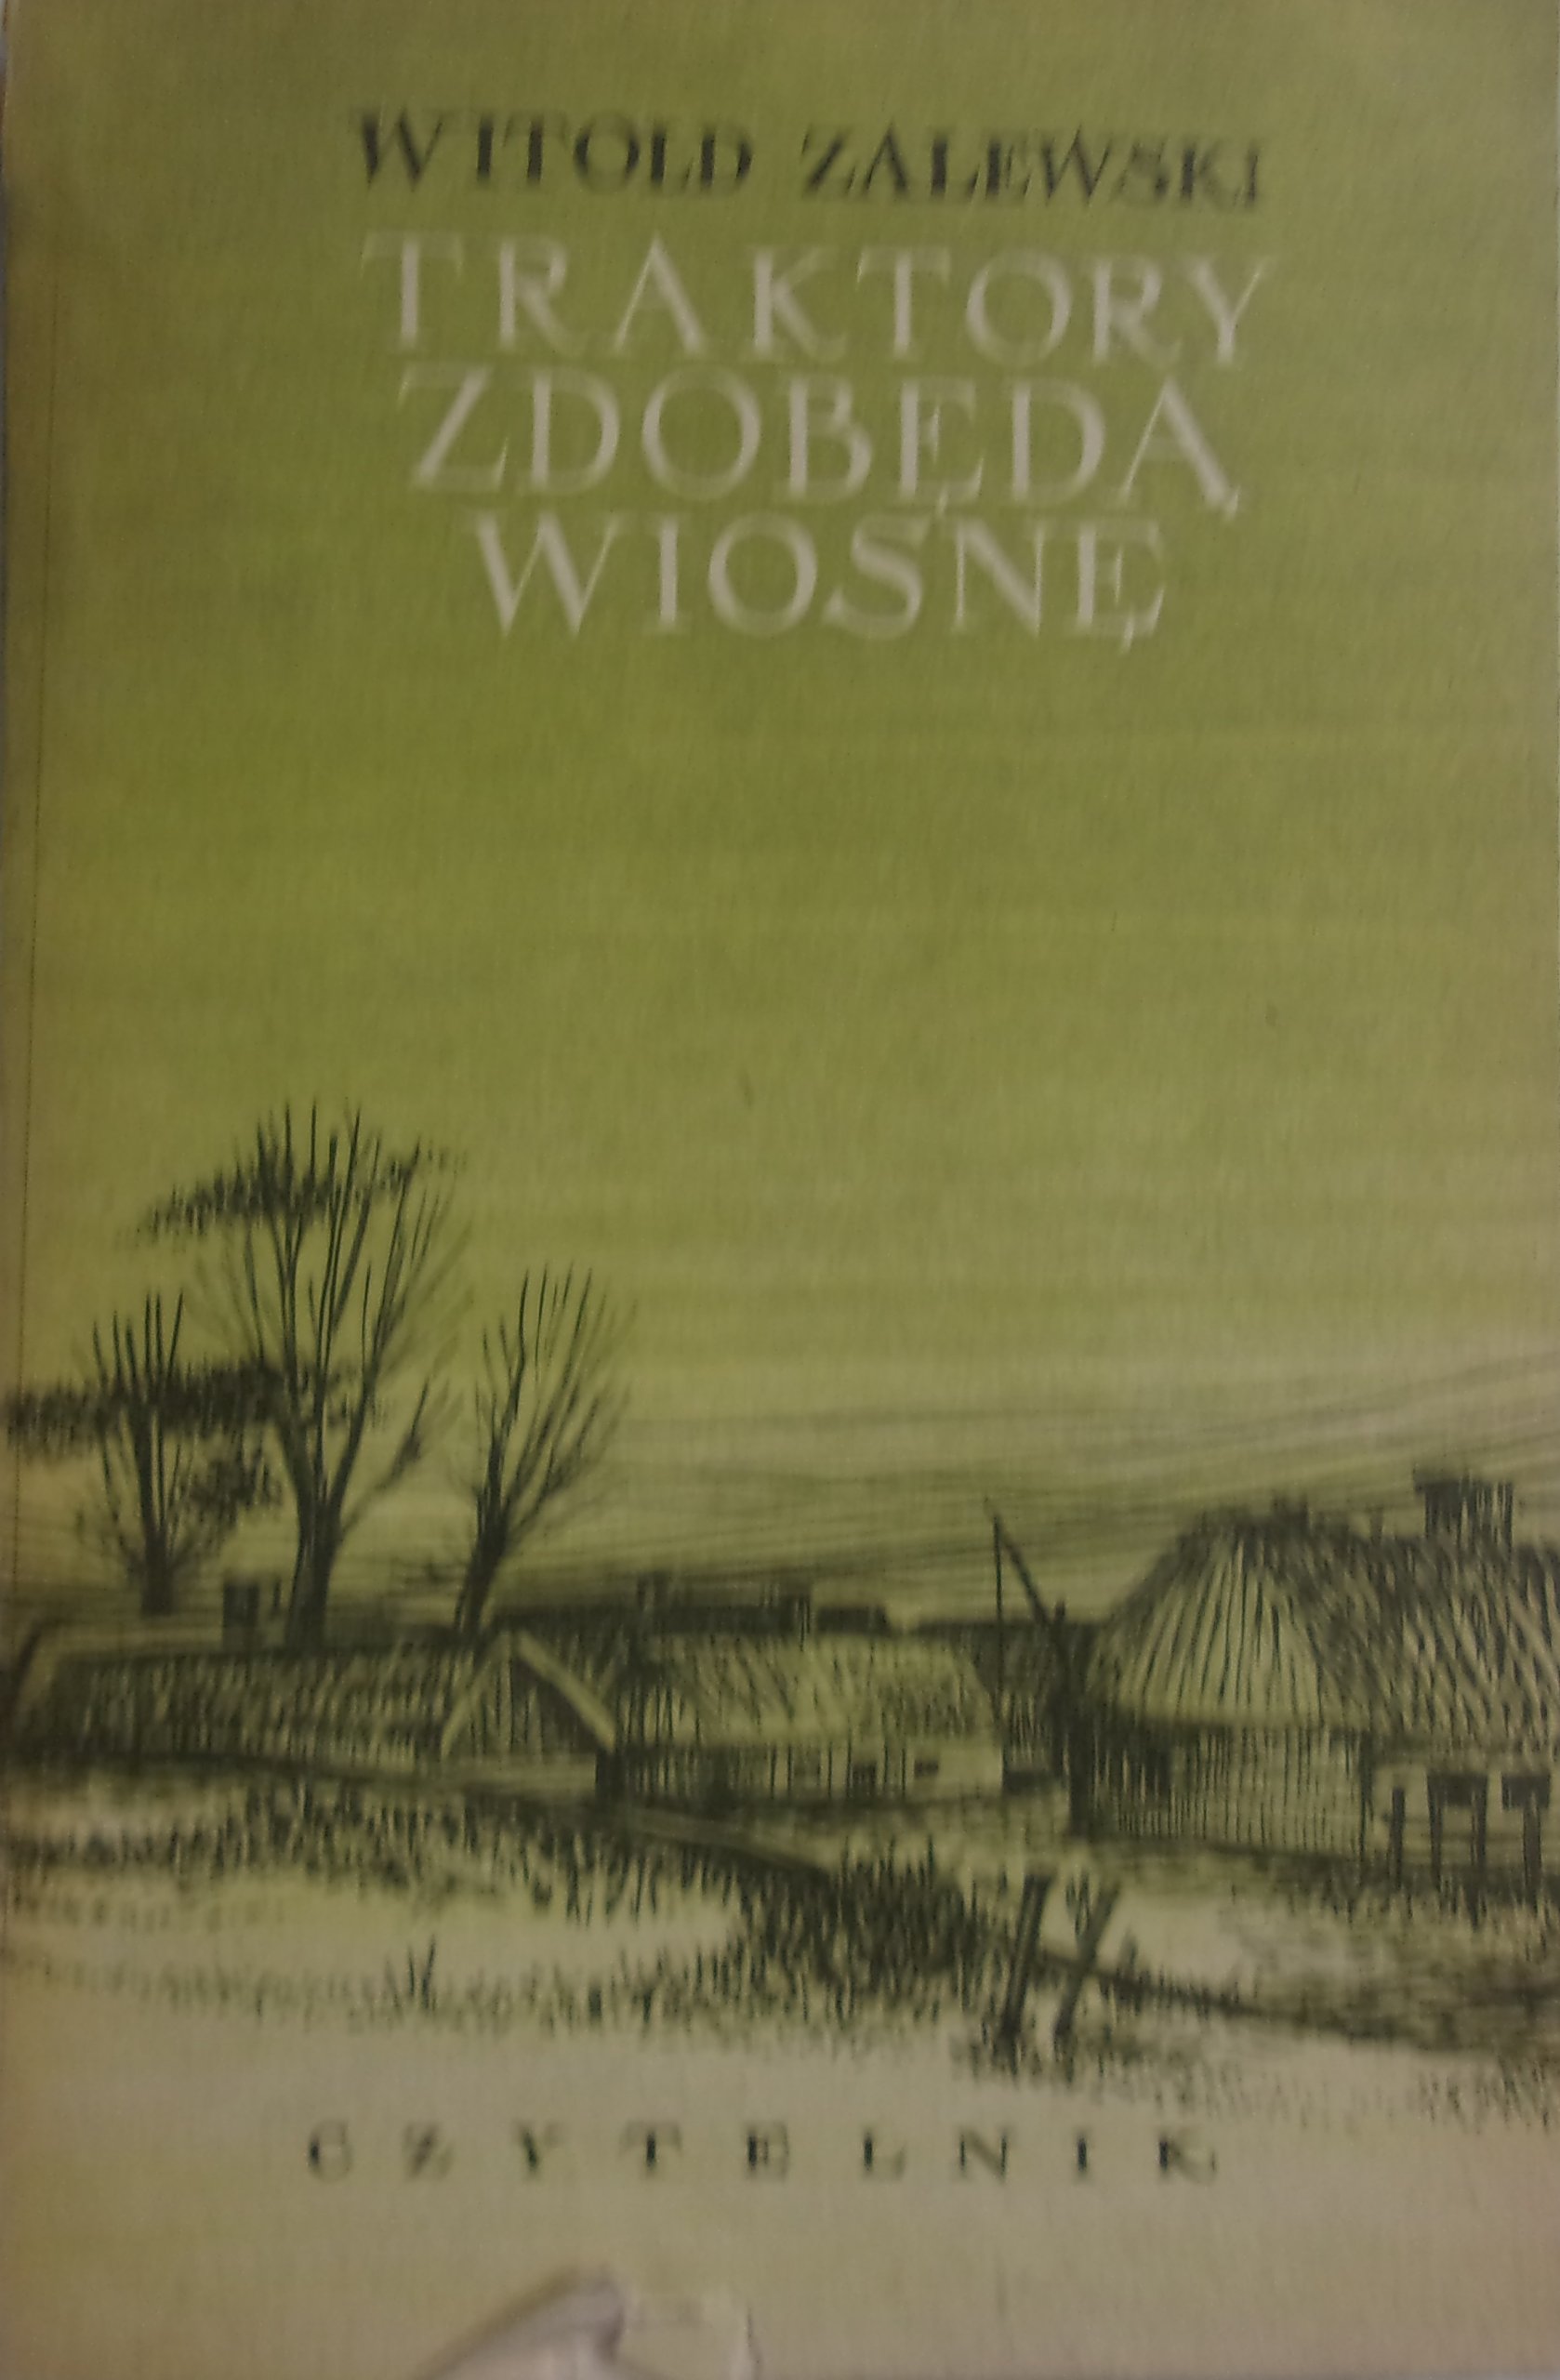 WITOLD ZALEWSKI
TRAKTORY
ZDOBĘDĄ
WIOSNĘ
CZYTELNIK